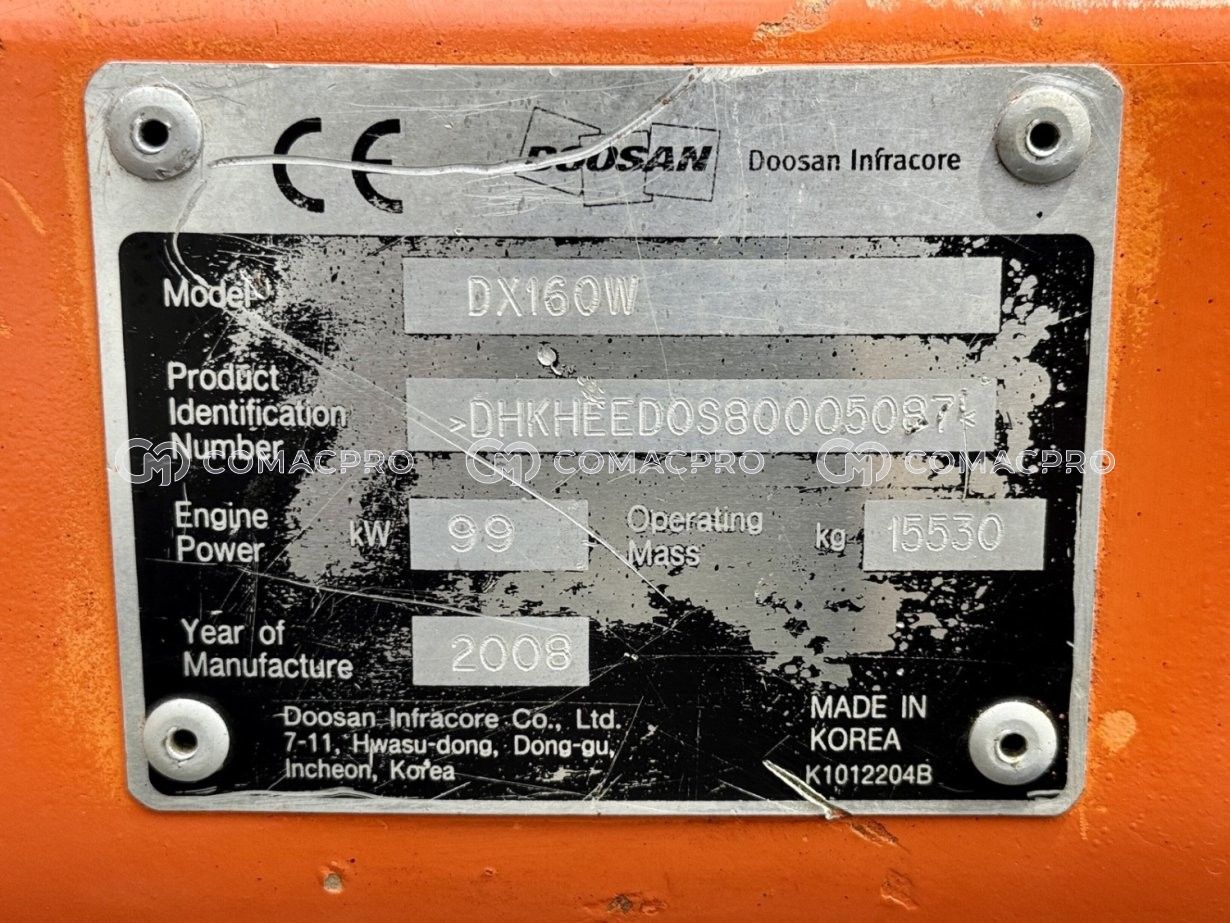 CE DOOSAN Doosan Infracore
Model DX160W
Product
Identification >DHKHEED0S80005087*
Number
COMACPRO COMACPRO COMACPRO
Engine
Power kW 99 Operating
Mass kg 15530
Year of
Manufacture 2008
Doosan Infracore Co., Ltd.
7-11, Hwasu-dong, Dong-gu,
Incheon, Korea
MADE IN
KOREA
K1012204B